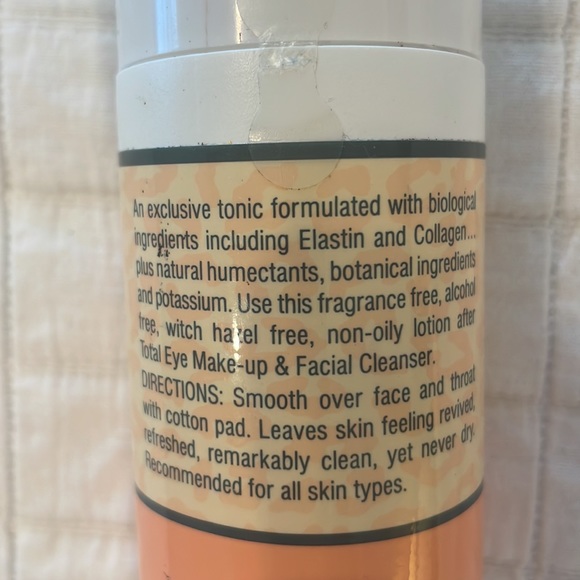 An exclusive tonic formulated with biological
ingredients including Elastin and Collagen...
plus natural humectants, botanical ingredients
and potassium. Use this fragrance free, alcohol
free, witch hazel free, non-oily lotion after
Total Eye Make-up & Facial Cleanser.
DIRECTIONS: Smooth over face and throat
with cotton pad. Leaves skin feeling revived,
refreshed, remarkably clean, yet never dry.
Recommended for all skin types.